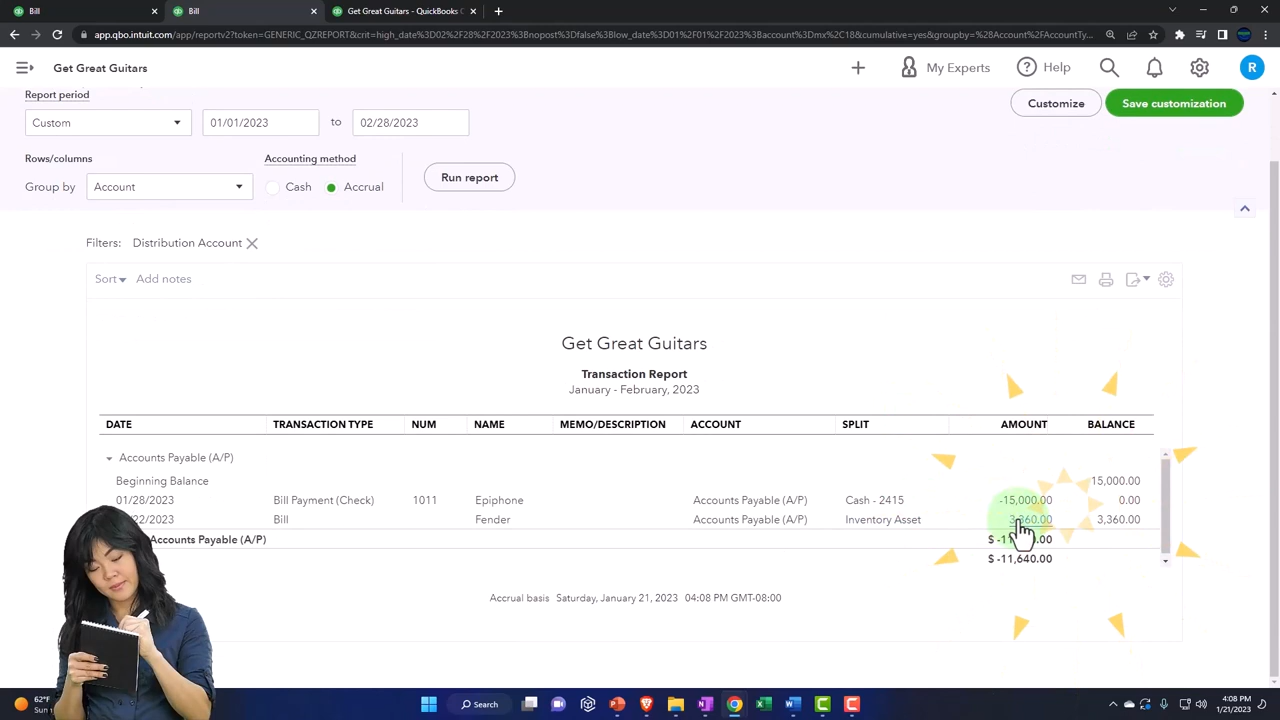 Bill
Bill
Get Great Guitars - QuickBooks C
app.qbo.intuit.com/app/reportv2?token=GENERIC_QZREPORT&crit=high_date%3D02%2F28%2F2023%3Bnopost%3Dfalse%3Blow_date%3D01%2F01%2F2023%3Baccount%3Dmx%2C18&cumulative=yes&groupby=%28Account%2FAccountTy...
Get Great Guitars
My Experts
Help
R
Report period
Custom
01/01/2023
to
02/28/2023
Customize
Save customization
Rows/columns
Accounting method
Group by
Account
Cash
Accrual
Run report
Filters: Distribution Account
Sort
Add notes
Get Great Guitars
Transaction Report
January - February, 2023
DATE TRANSACTION TYPE NUM NAME MEMO/DESCRIPTION ACCOUNT SPLIT AMOUNT BALANCE
Accounts Payable (A/P)
Beginning Balance 15,000.00
01/28/2023 Bill Payment (Check) 1011 Epiphone Accounts Payable (A/P) Cash - 2415 -15,000.00 0.00
/22/2023 Bill Fender Accounts Payable (A/P) Inventory Asset 3,360.00 3,360.00
Accounts Payable (A/P)
$ -11,640.00
Accrual basis Saturday, January 21, 2023 04:08 PM GMT-08:00
62°F
Search
4:08 PM
1/21/2023